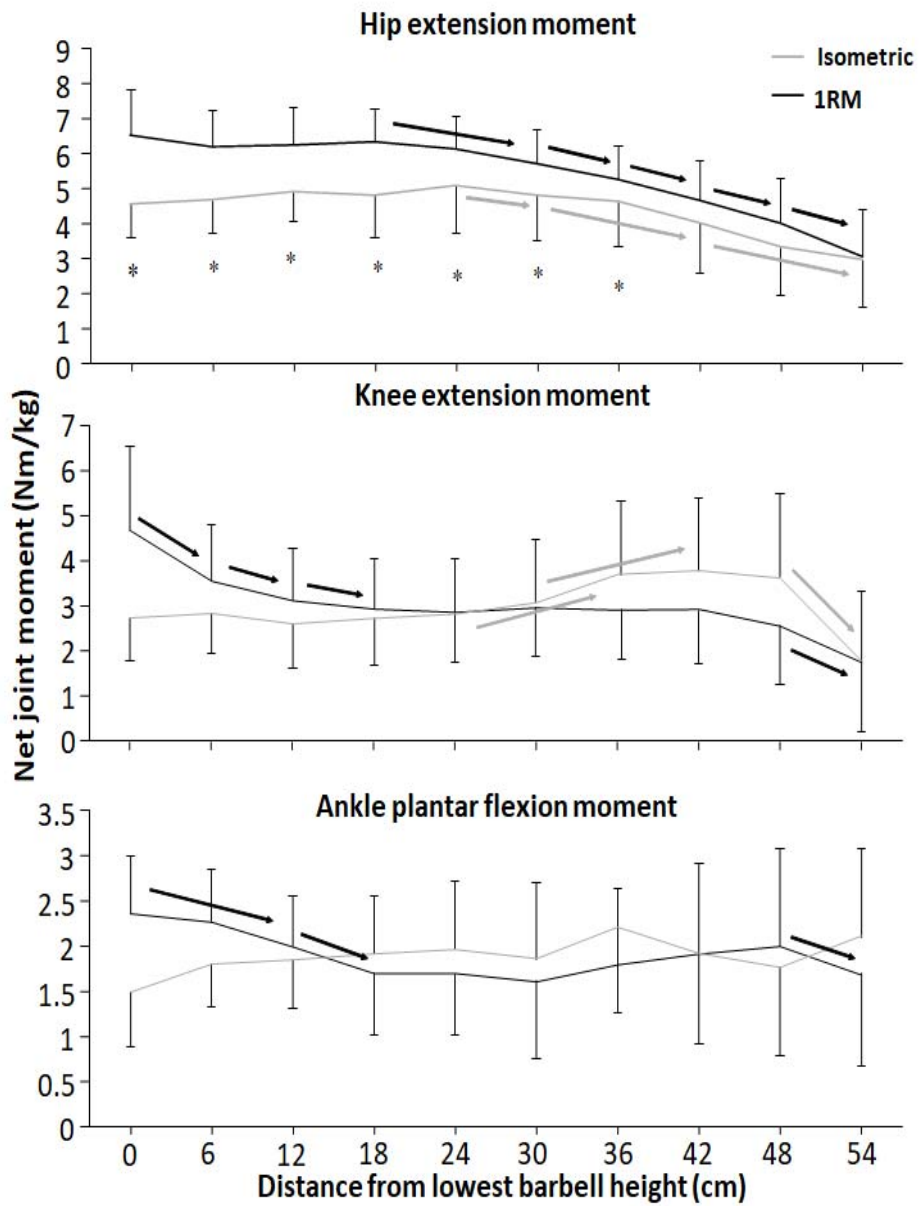 Hip extension moment
Isometric
1RM
9
8
7
6
5
4
3
2
1
0
* * * * * * *
Knee extension moment
7
6
5
4
3
2
1
0
Net joint moment (Nm/kg)
Ankle plantar flexion moment
3.5
3
2.5
2
1.5
1
0.5
0
0 6 12 18 24 30 36 42 48 54
Distance from lowest barbell height (cm)